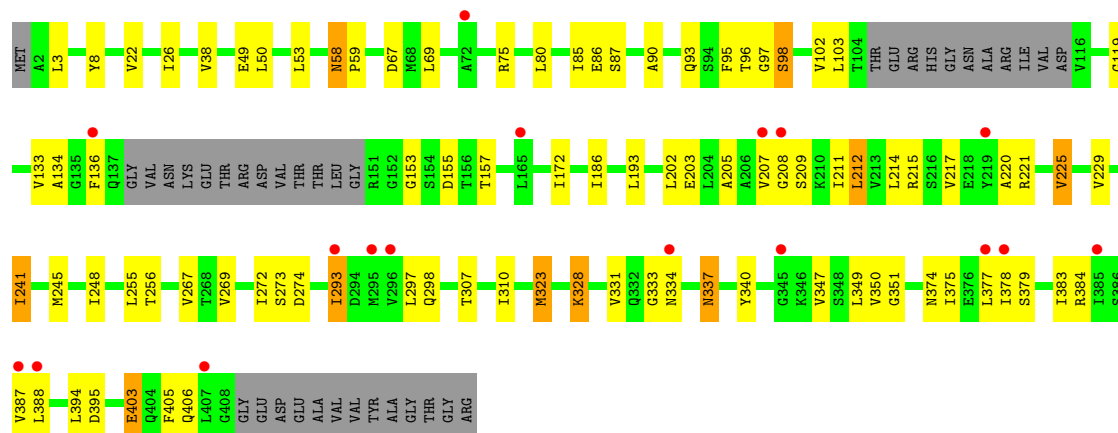 MET A2 L3 Y8 V22 I26 V38 E49 L50 L53 N58 P59 D67 M68 L69 A72 R75 L80 I85 E86 S87 A90 Q93 S94 F95 T96 G97 S98 V102 L103 T104 THR GLU ARG HIS GLY ASN ALA ARG ILE VAL ASP V116 G119
V133 A134 G135 F136 Q137 GLY VAL ASN LYS GLU THR ARG ASP VAL THR THR LEU GLY R151 G152 G153 S154 D155 T156 T157 L165 I172 I186 L193 L202 E203 L204 A205 A206 V207 G208 S209 K210 I211 L212 V213 L214 R215 S216 V217 E218 Y219 A220 R221 V225 V229
I241 M245 I248 L255 T256 V267 T268 V269 I272 S273 D274 I293 D294 M295 V296 L297 Q298 T307 I310 M323 K328 V331 Q332 G333 N334 N337 Y340 G345 K346 V347 S348 L349 V350 G351 N374 I375 E376 L377 I378 S379 I383 R384 I385 S386
V387 L388 L394 D395 E403 Q404 F405 Q406 L407 G408 GLY GLU ASP GLU ALA VAL VAL TYR ALA GLY THR GLY ARG